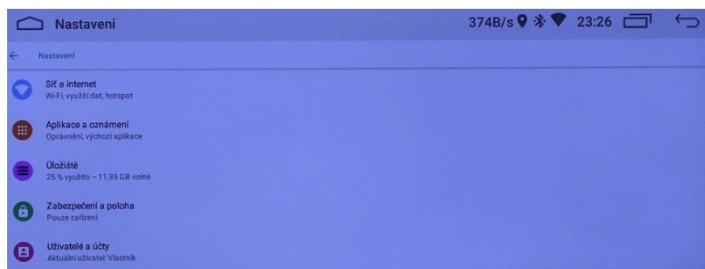 Nastavení 374B/s 23:26
Nastavení
Síť a internet
Wi-Fi, využití dat, hotspot
Aplikace a oznámení
Oprávnění, výchozí aplikace
Úložiště
25 % využito – 11,95 GB volné
Zabezpečení a poloha
Pouze zařízení
Uživatelé a účty
Aktuální uživatel: Vlastník